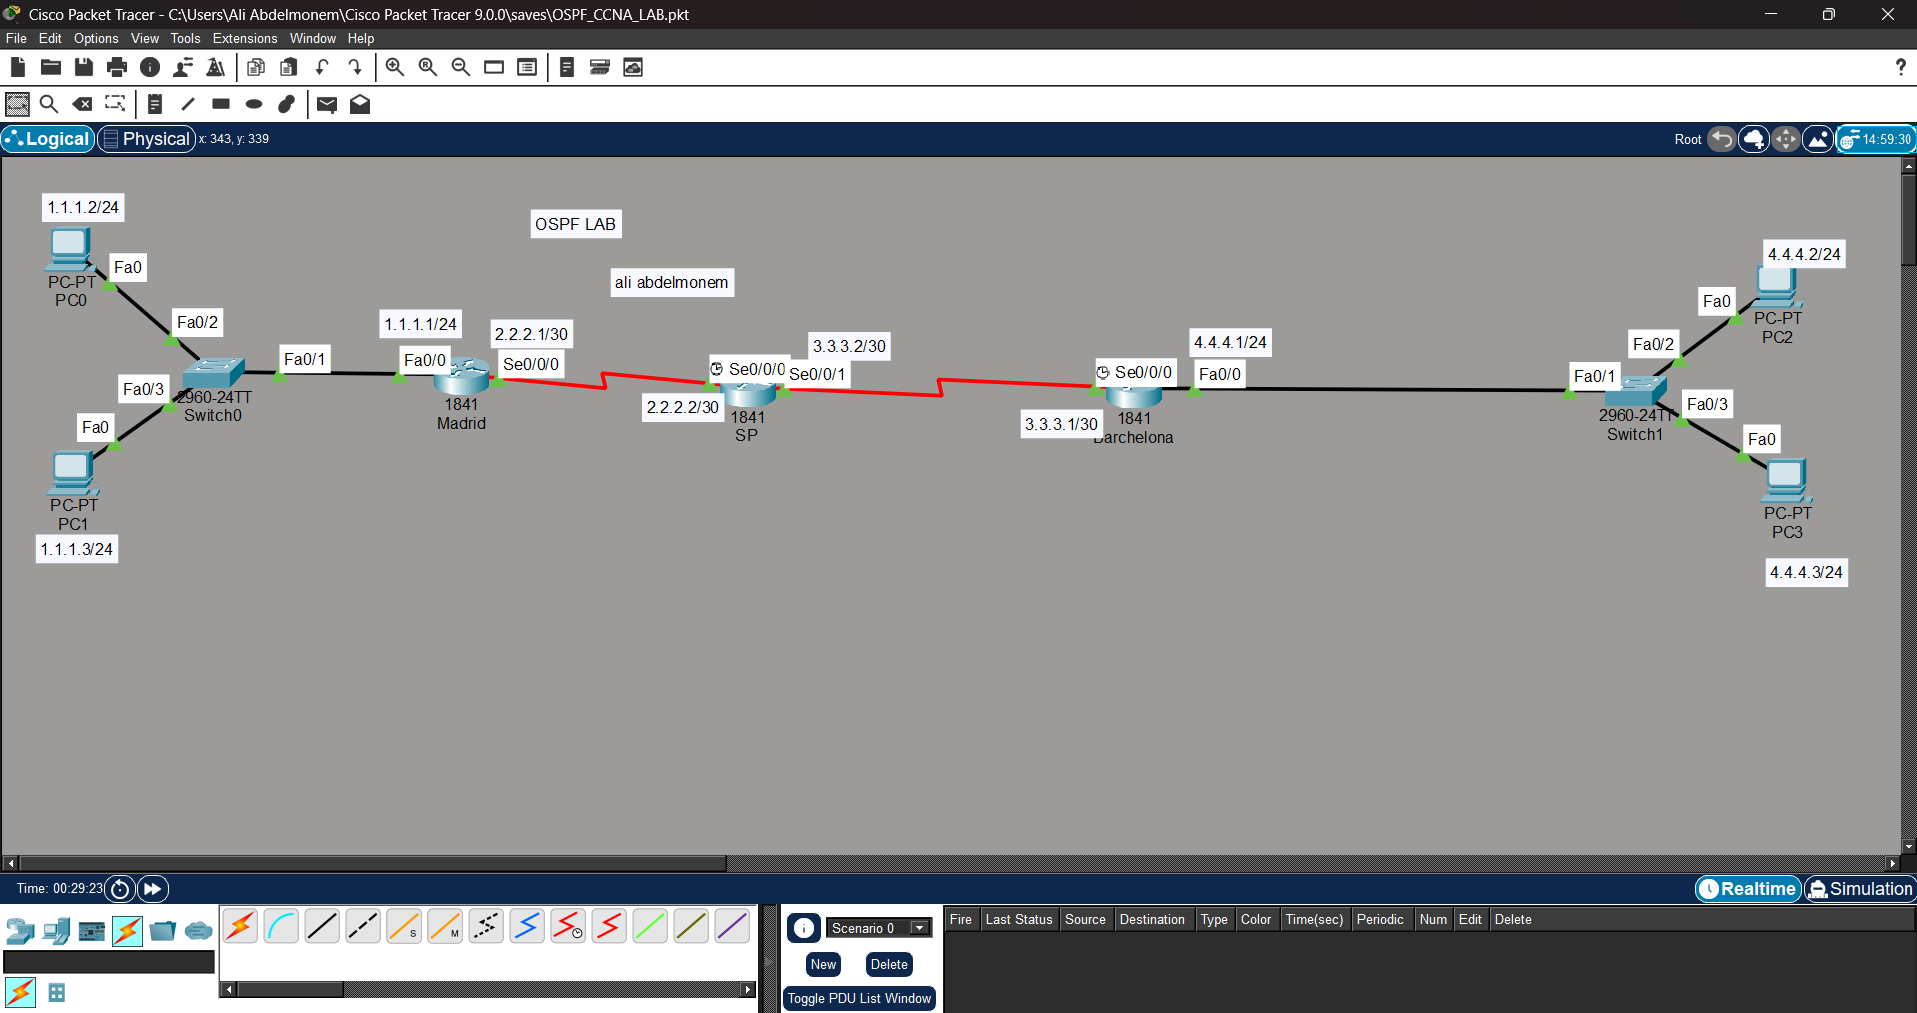 Cisco Packet Tracer - C:\Users\Ali Abdelmonem\Cisco Packet Tracer 9.0.0\saves\OSPF_CCNA_LAB.pkt
File Edit Options View Tools Extensions Window Help
?
Logical Physical x: 343, y: 339 Root 14:59:30
1.1.1.2/24
OSPF LAB
Fa0
PC-PT
PC0
ali abdelmonem
4.4.4.2/24
Fa0
PC-PT
PC2
Fa0/2
1.1.1.1/24
2.2.2.1/30
3.3.3.2/30
4.4.4.1/24
Fa0/2
Fa0/1
Fa0/0
Se0/0/0
Se0/0/0
Se0/0/1
Se0/0/0
Fa0/0
Fa0/1
Fa0/3
2960-24TT
Switch0
1841
Madrid
2.2.2.2/30
1841
SP
3.3.3.1/30
1841
Barchelona
2960-24TT
Switch1
Fa0/3
Fa0
PC-PT
PC1
1.1.1.3/24
Fa0
PC-PT
PC3
4.4.4.3/24
Time: 00:29:23 Realtime Simulation
S M
Scenario 0
New Delete
Toggle PDU List Window
Fire Last Status Source Destination Type Color Time(sec) Periodic Num Edit Delete